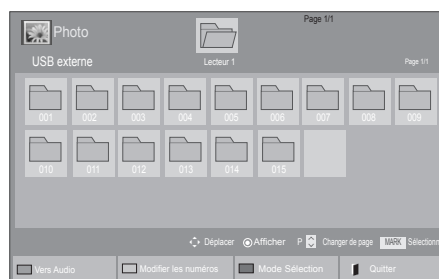 Page 1/1
Photo
USB externe
Lecteur 1
Page 1/1
001 002 003 004 005 006 007 008 009
010 011 012 013 014 015
Déplacer Afficher P Changer de page MARK Sélectionn
Vers Audio Modifier les numéros Mode Sélection Quitter